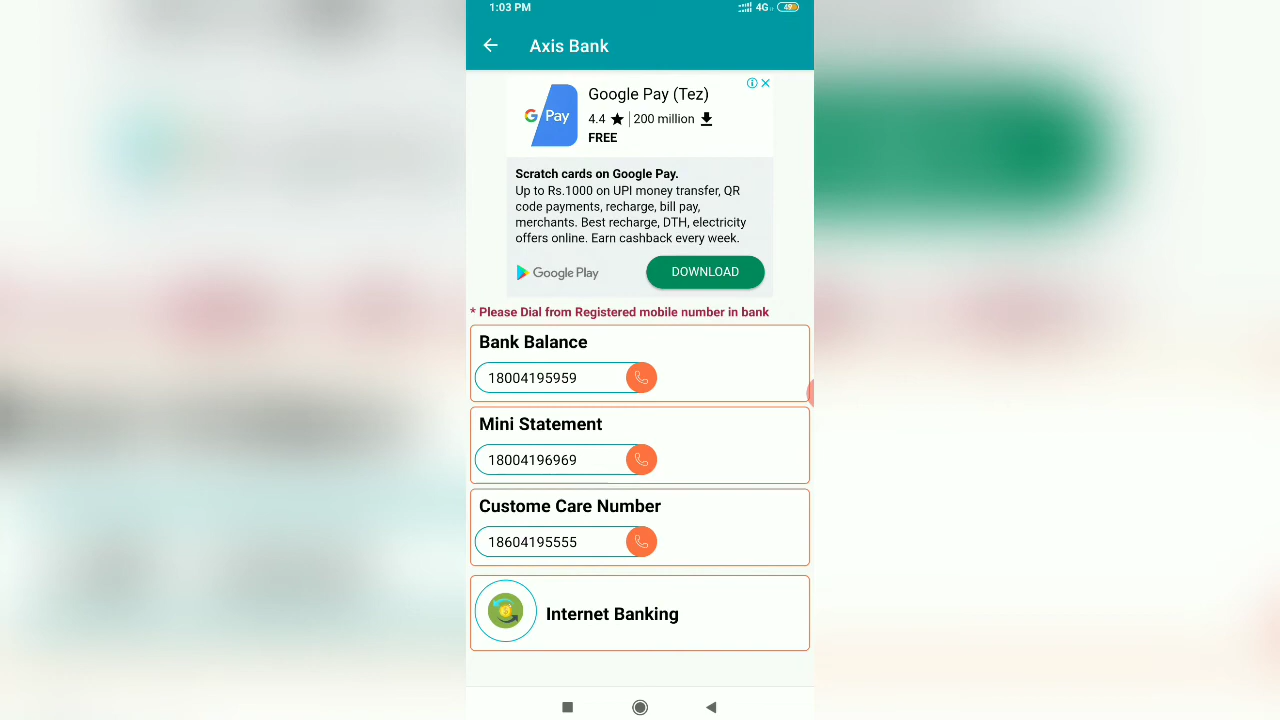 1:03 PM
4G
49
Axis Bank
Google Pay (Tez)
G Pay
4.4 ★ | 200 million
FREE
Scratch cards on Google Pay.
Up to Rs.1000 on UPI money transfer, QR
code payments, recharge, bill pay,
merchants. Best recharge, DTH, electricity
offers online. Earn cashback every week.
Google Play
DOWNLOAD
* Please Dial from Registered mobile number in bank
Bank Balance
18004195959
Mini Statement
18004196969
Custome Care Number
18604195555
Internet Banking